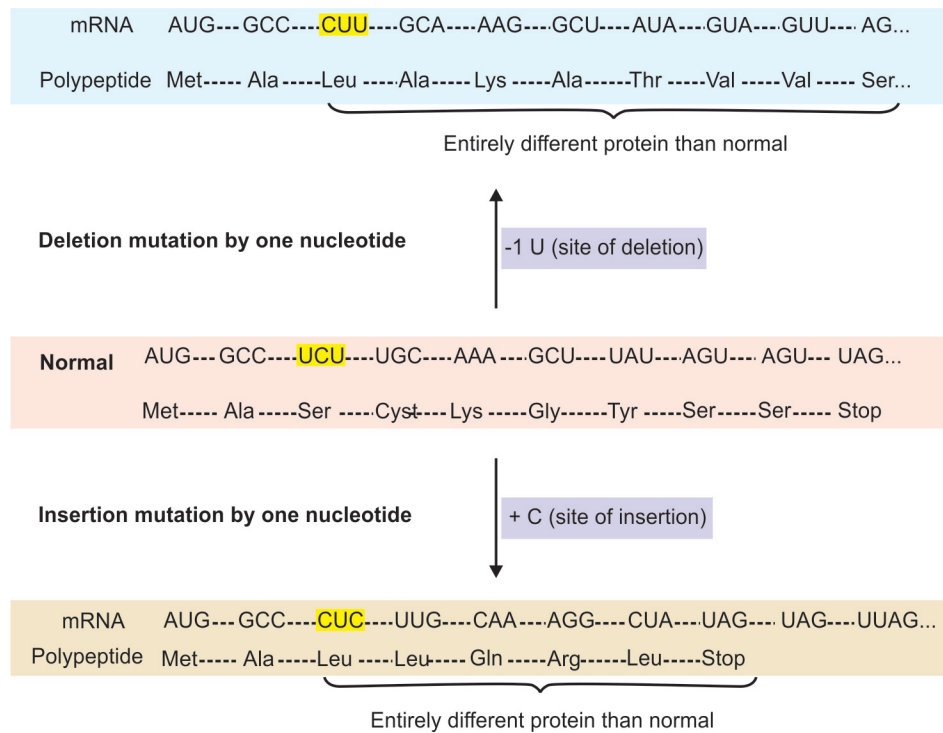 mRNA AUG---- GCC----CUU----GCA----AAG----GCU----AUA----GUA----GUU---- AG...
Polypeptide Met----- Ala -----Leu -----Ala-----Lys -----Ala -----Thr -----Val -----Val -----Ser...
Entirely different protein than normal
Deletion mutation by one nucleotide
-1 U (site of deletion)
Normal AUG---- GCC----UCU----UGC----AAA ----GCU----UAU----AGU---- AGU---- UAG...
Met----- Ala -----Ser -----Cyst-----Lys -----Gly-----Tyr -----Ser -----Ser----- Stop
Insertion mutation by one nucleotide
+ C (site of insertion)
mRNA AUG----GCC----CUC----UUG----CAA----AGG----CUA----UAG---- UAG----UUAG...
Polypeptide Met----- Ala -----Leu -----Leu-----Gln -----Arg-----Leu-----Stop
Entirely different protein than normal